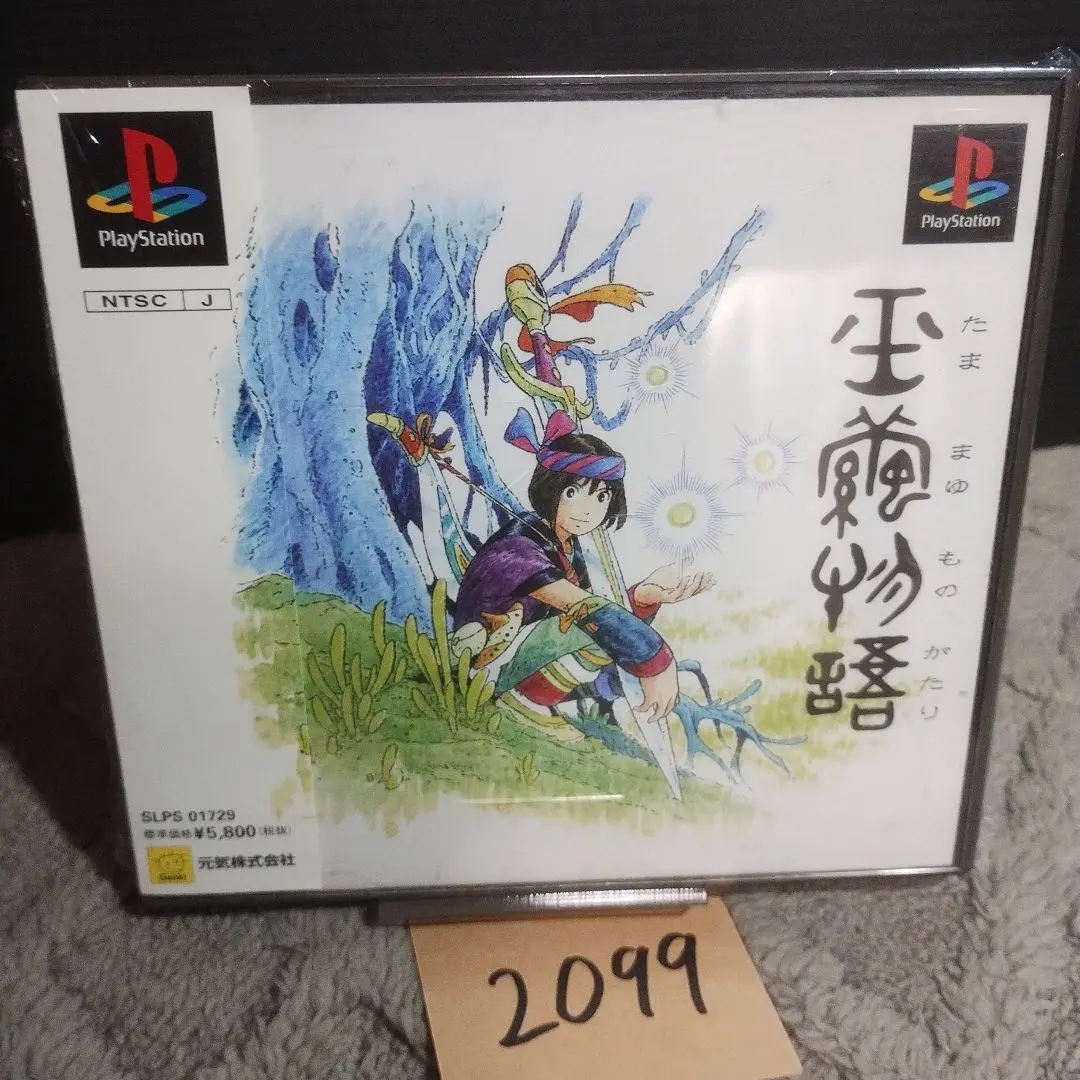 PlayStation
NTSC J
PlayStation
玉繭物語
たま まゆ もの がたり
SLPS 01729
標準価格¥5,800(税抜)
Genki
元気株式会社
2099